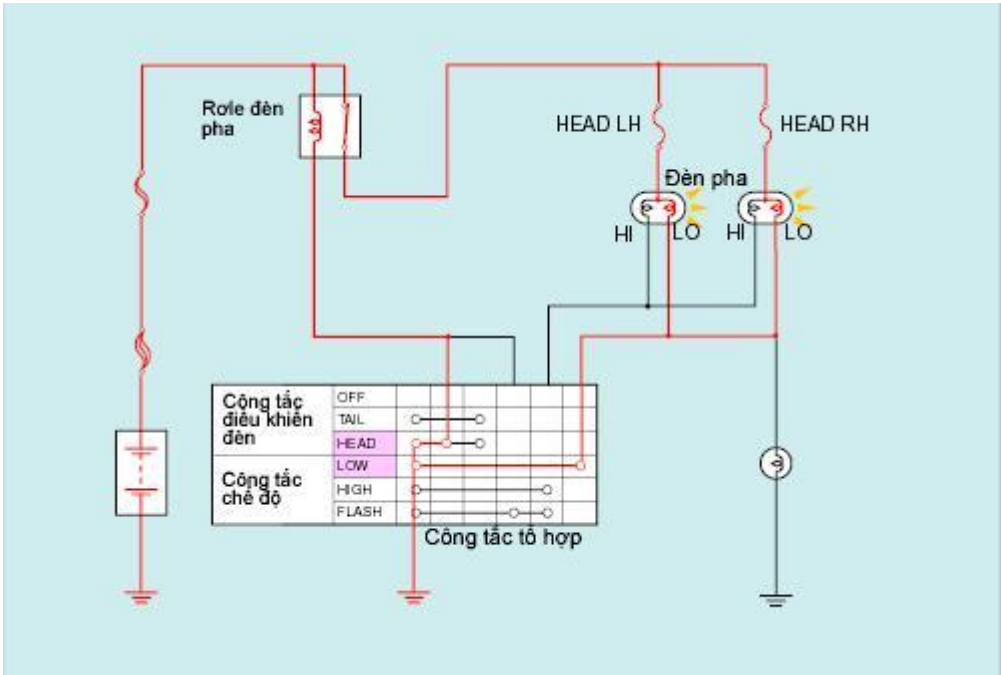 Rơle đèn
pha
HEAD LH
HEAD RH
Đèn pha
HI
LO
HI
LO
Công tắc
điều khiển
đèn
OFF
TAIL
HEAD
Công tắc
chế độ
LOW
HIGH
FLASH
Công tắc tổ hợp